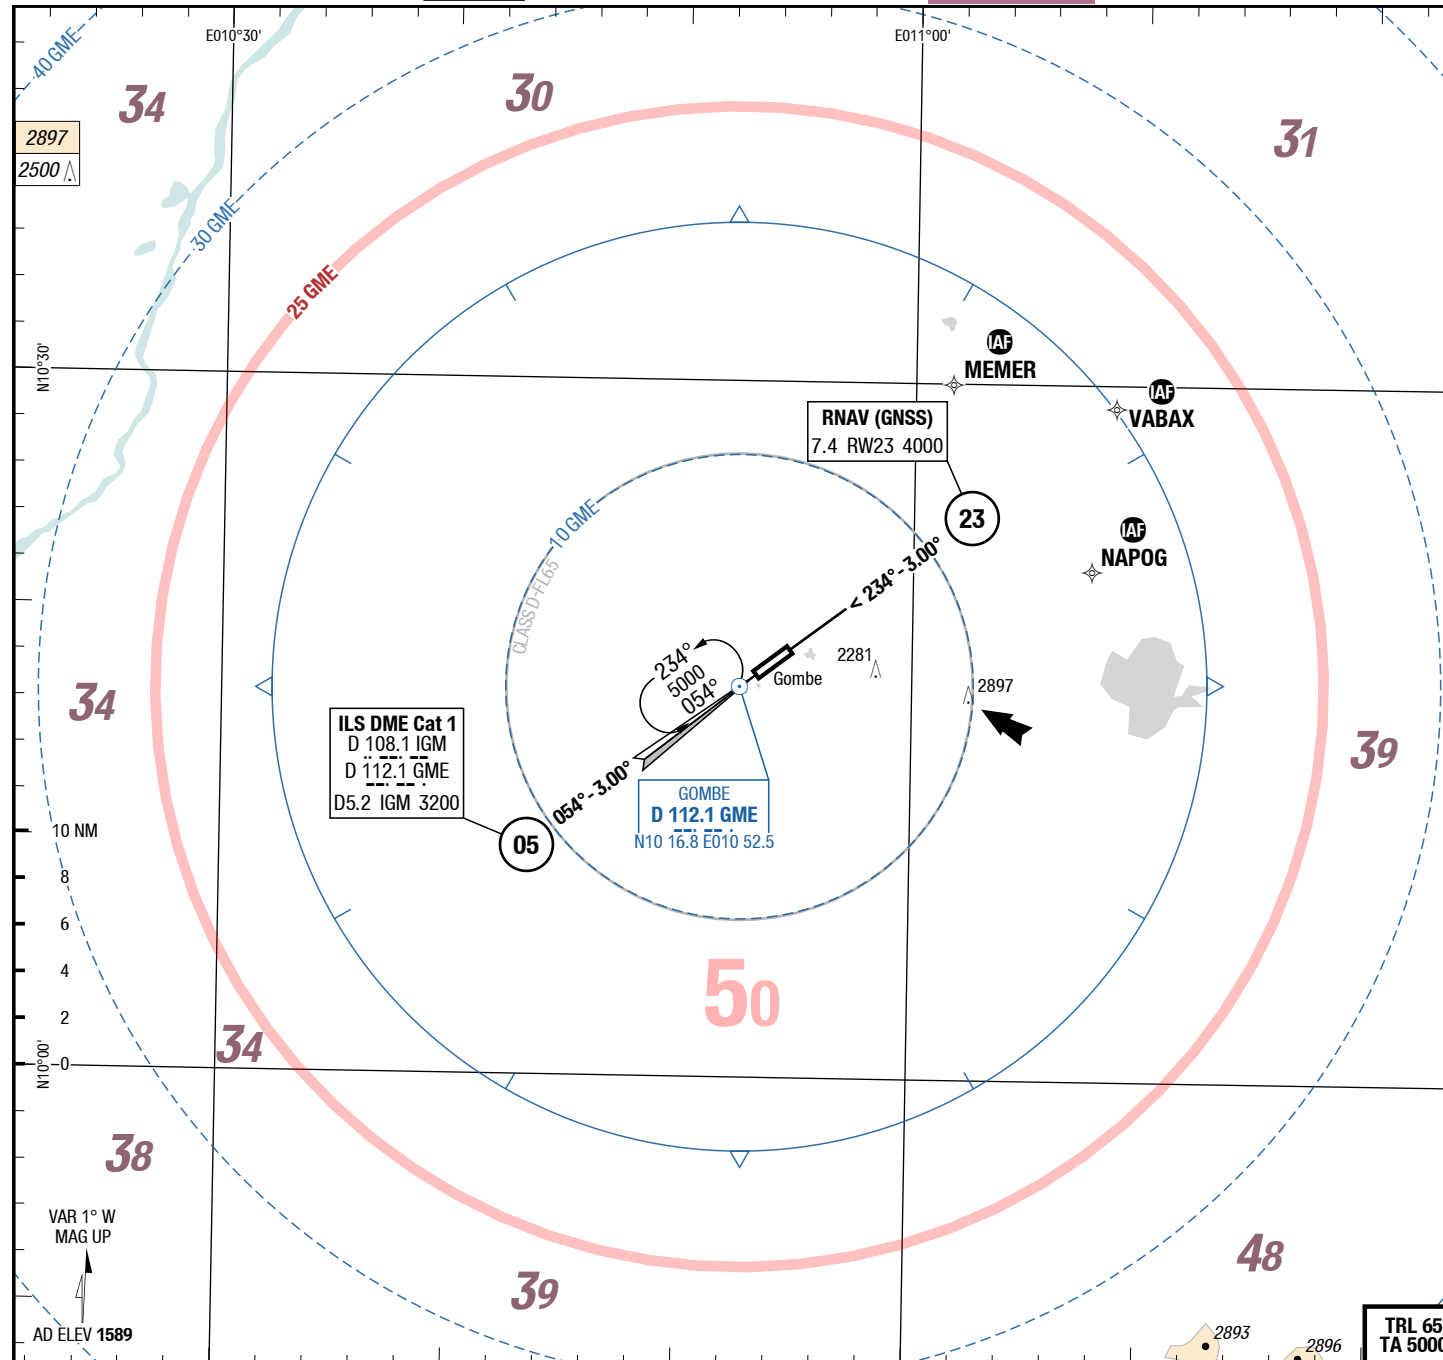 E010°30'
E011°00'
40 GME
34
30
31
2897
2500
30 GME
25 GME
N10°30'
IAF
MEMER
IAF
VABAX
RNAV (GNSS)
7.4 RW23 4000
10 GME
23
IAF
NAPOG
CLASS D-FL65
< 234°-3.00°
234°
5000
054°
2281
Gombe
2897
34
39
ILS DME Cat 1
D 108.1 IGM
D 112.1 GME
D5.2 IGM 3200
054°-3.00°
GOMBE
D 112.1 GME
N10 16.8 E010 52.5
05
10 NM
8
6
4
2
0
N10°00'
50
34
38
VAR 1° W
MAG UP
48
39
AD ELEV 1589
2893
2896
TRL 65
TA 5000